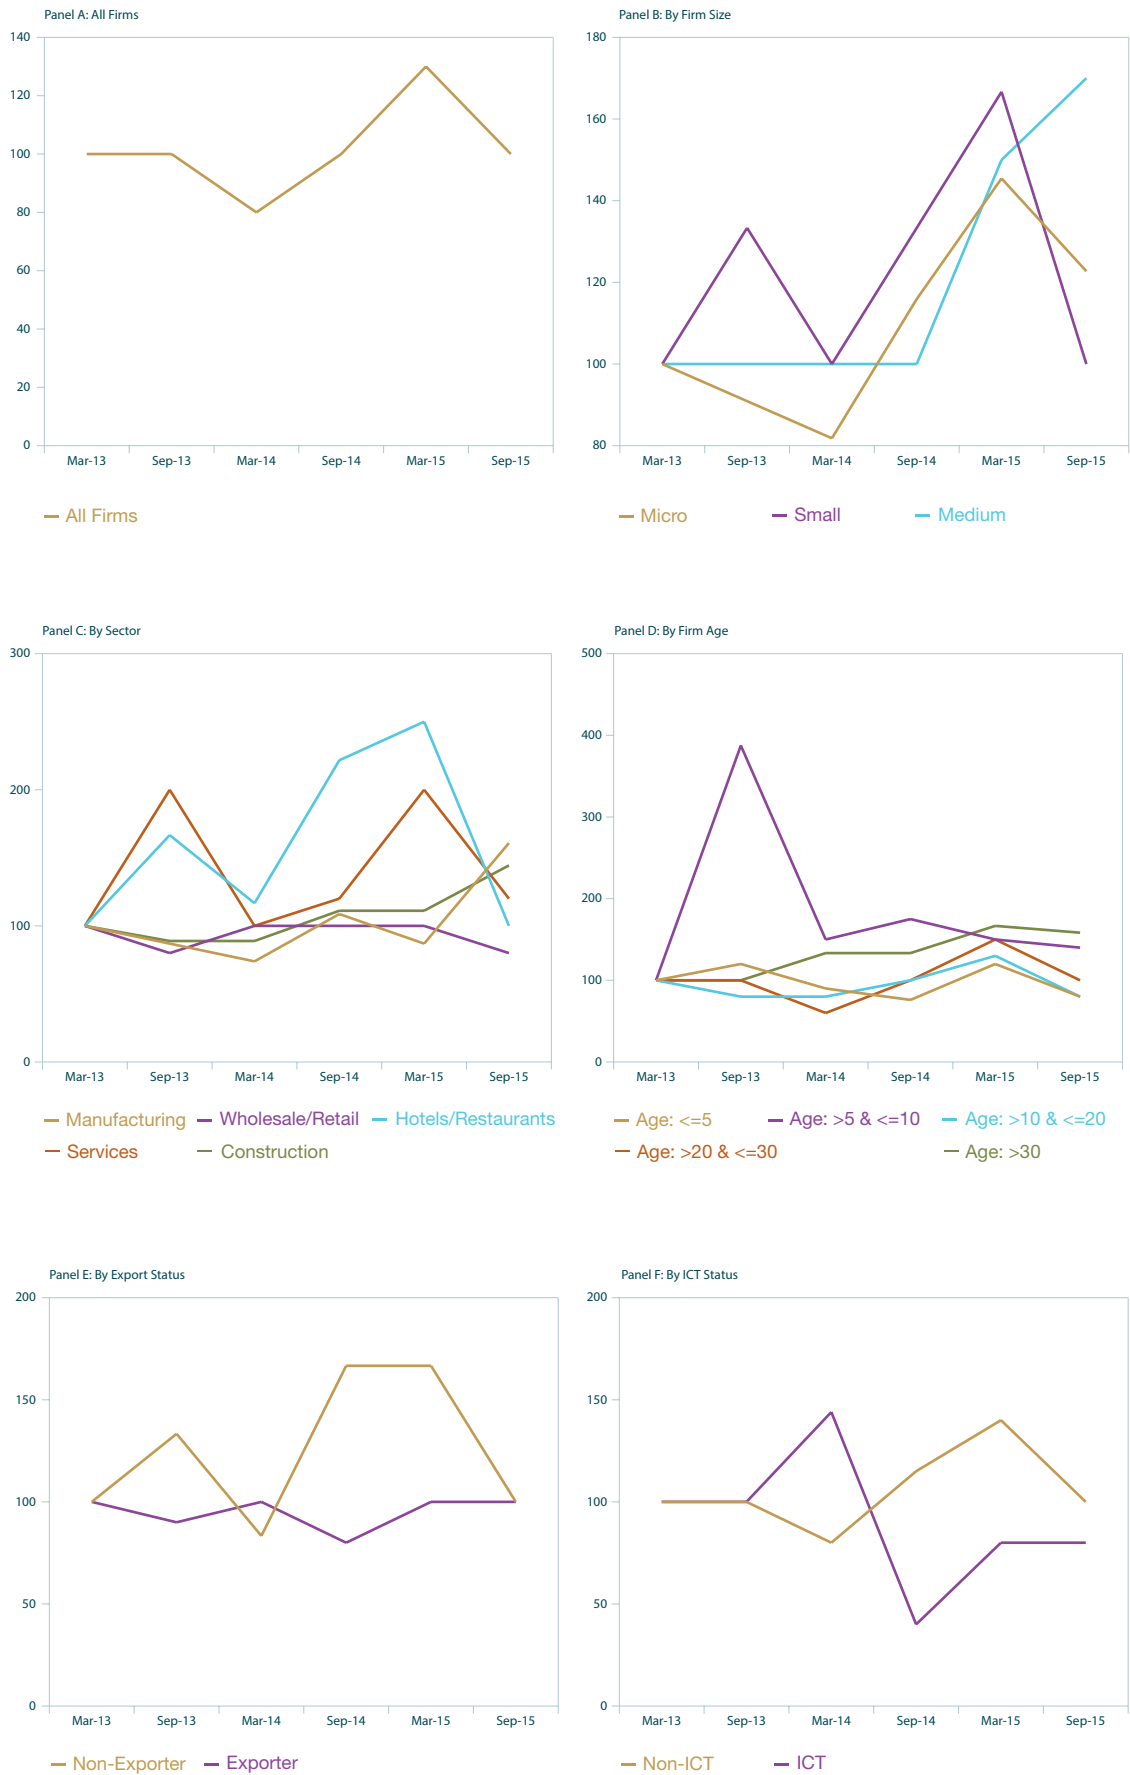 Panel A: All Firms
140
120
100
80
60
40
20
0
Mar-13 Sep-13 Mar-14 Sep-14 Mar-15 Sep-15
All Firms
Panel B: By Firm Size
180
160
140
120
100
80
Mar-13 Sep-13 Mar-14 Sep-14 Mar-15 Sep-15
Micro Small Medium
Panel C: By Sector
300
200
100
0
Mar-13 Sep-13 Mar-14 Sep-14 Mar-15 Sep-15
Manufacturing Wholesale/Retail Hotels/Restaurants
Services Construction
Panel D: By Firm Age
500
400
300
200
100
0
Mar-13 Sep-13 Mar-14 Sep-14 Mar-15 Sep-15
Age: <=5 Age: >5 & <=10 Age: >10 & <=20
Age: >20 & <=30 Age: >30
Panel E: By Export Status
200
150
100
50
0
Mar-13 Sep-13 Mar-14 Sep-14 Mar-15 Sep-15
Non-Exporter Exporter
Panel F: By ICT Status
200
150
100
50
0
Mar-13 Sep-13 Mar-14 Sep-14 Mar-15 Sep-15
Non-ICT ICT